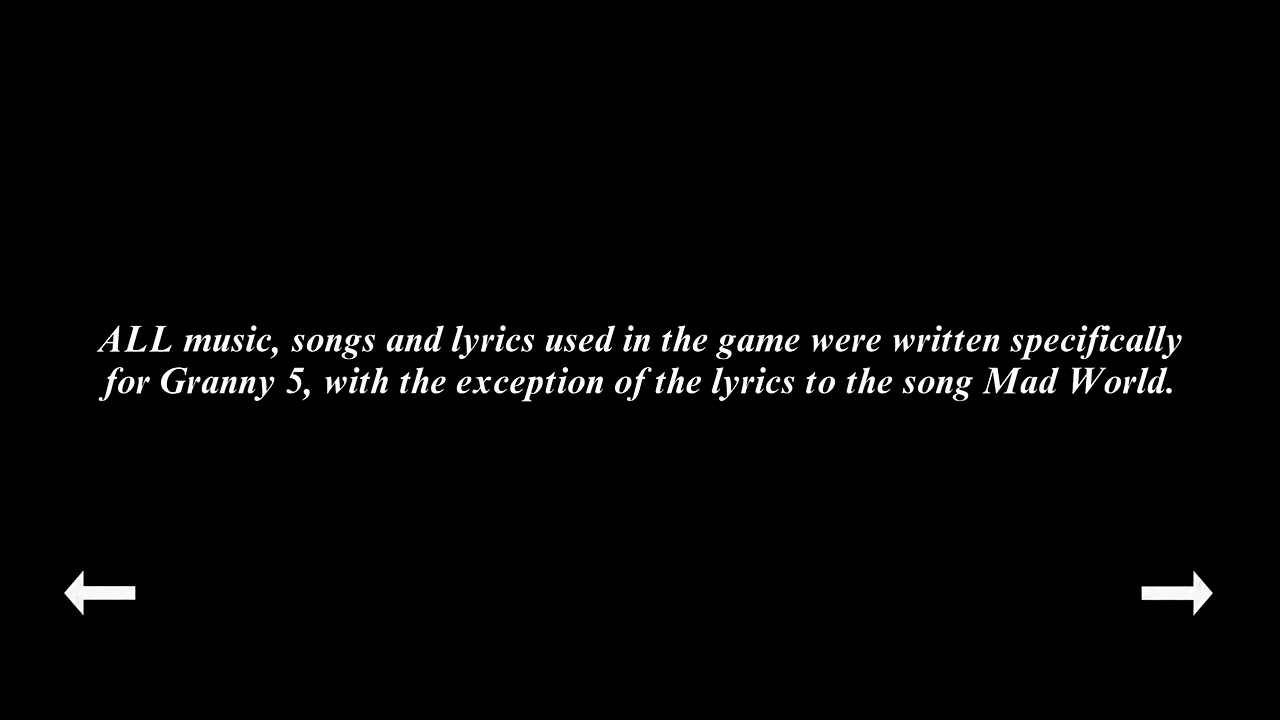 ALL music, songs and lyrics used in the game were written specifically
for Granny 5, with the exception of the lyrics to the song Mad World.